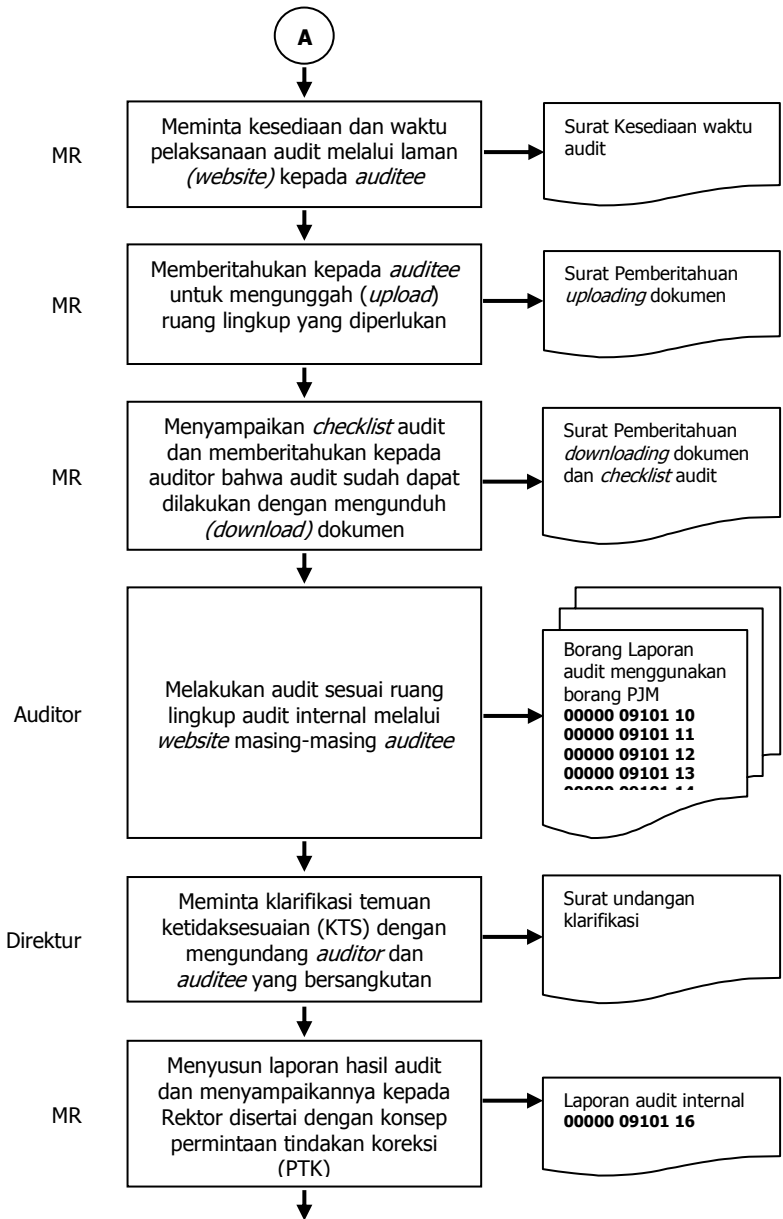 A
MR
Meminta kesediaan dan waktu
pelaksanaan audit melalui laman
(website) kepada auditee
Surat Kesediaan waktu
audit
MR
Memberitahukan kepada auditee
untuk mengunggah (upload)
ruang lingkup yang diperlukan
Surat Pemberitahuan
uploading dokumen
MR
Menyampaikan checklist audit
dan memberitahukan kepada
auditor bahwa audit sudah dapat
dilakukan dengan mengunduh
(download) dokumen
Surat Pemberitahuan
downloading dokumen
dan checklist audit
Auditor
Melakukan audit sesuai ruang
lingkup audit internal melalui
website masing-masing auditee
Borang Laporan
audit menggunakan
borang PJM
00000 09101 10
00000 09101 11
00000 09101 12
00000 09101 13
00000 09101 14
Direktur
Meminta klarifikasi temuan
ketidaksesuaian (KTS) dengan
mengundang auditor dan
auditee yang bersangkutan
Surat undangan
klarifikasi
MR
Menyusun laporan hasil audit
dan menyampaikannya kepada
Rektor disertai dengan konsep
permintaan tindakan koreksi
(PTK)
Laporan audit internal
00000 09101 16